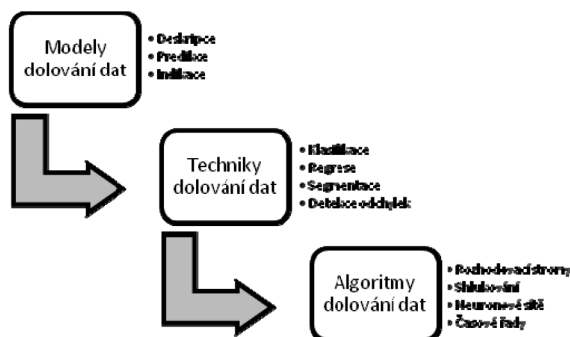 Modely
dolování dat
• Deskripce
• Predikce
• Indikace
Techniky
dolování dat
• Klasifikace
• Regrese
• Segmentace
• Detekce odchylek
Algoritmy
dolování dat
• Rozhodovací stromy
• Shlukování
• Neuronové sítě
• Časové řady